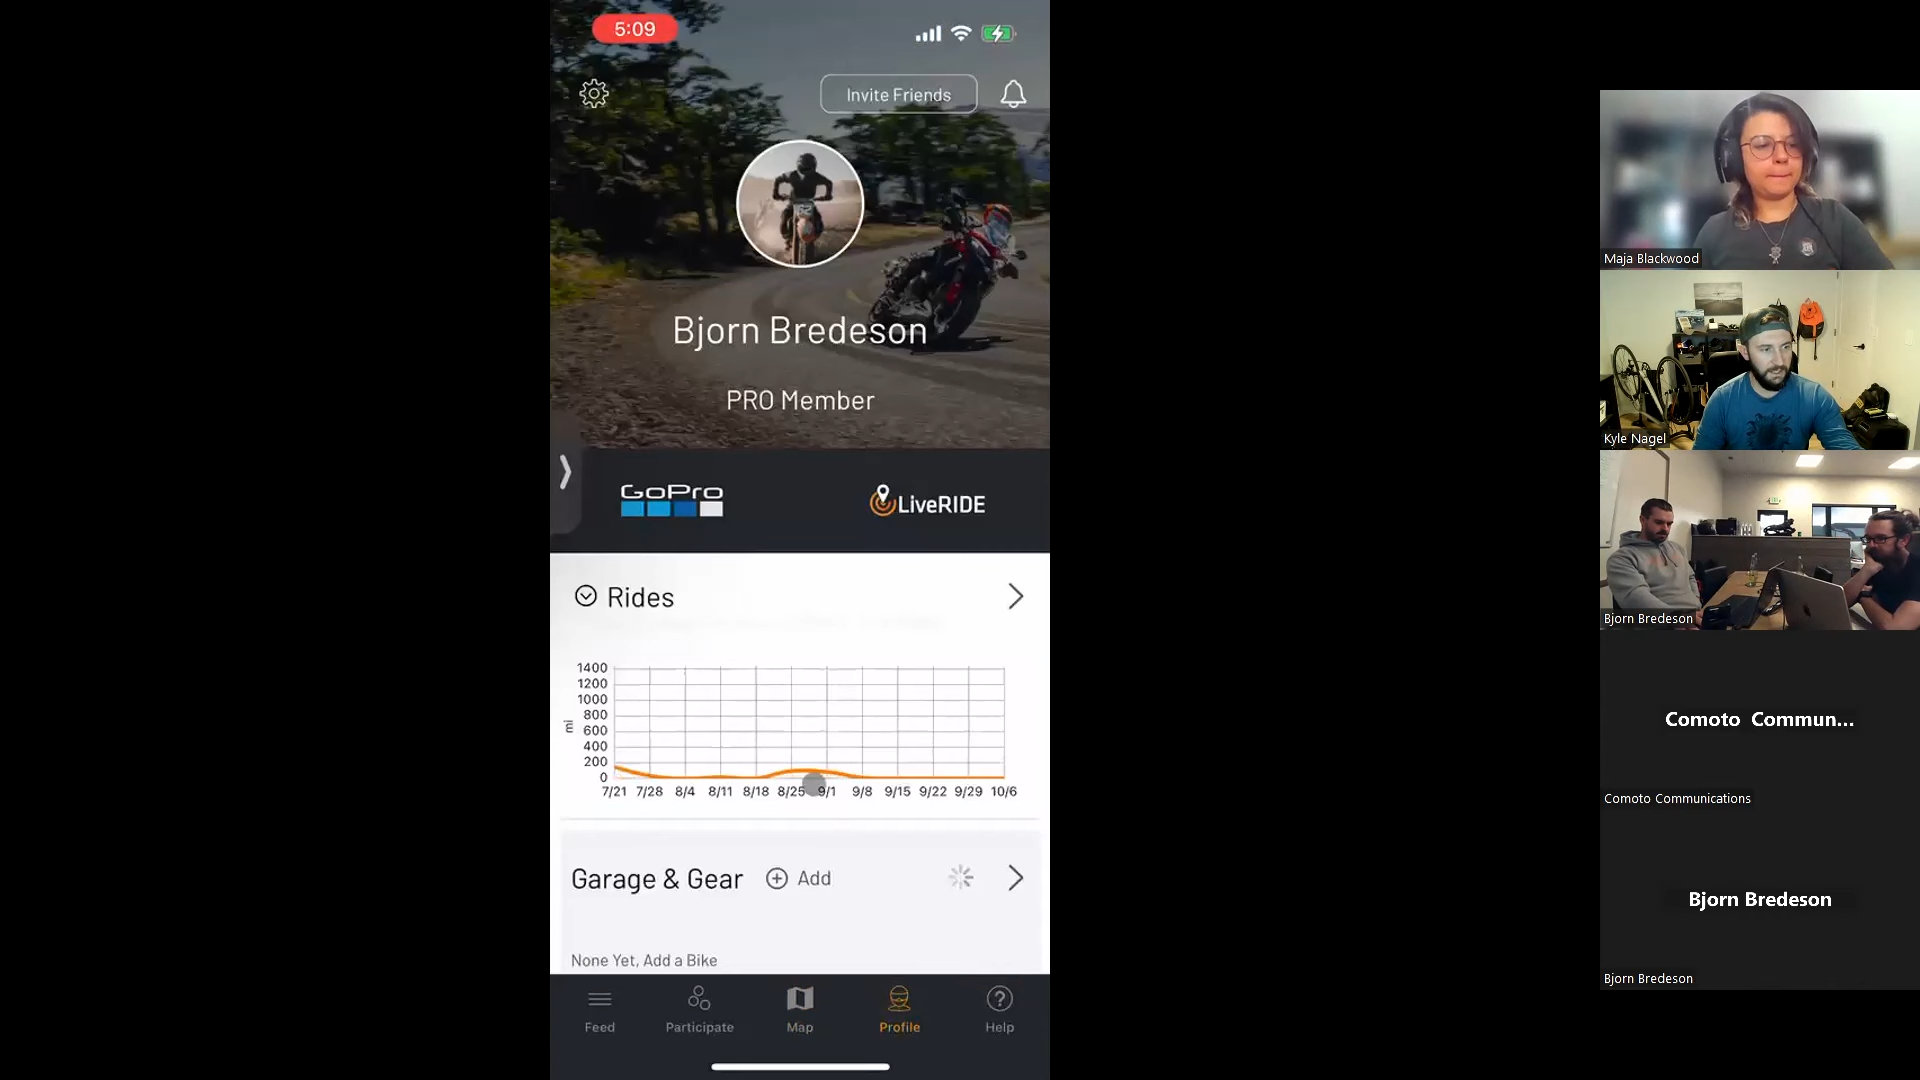 5:09
Invite Friends
Bjorn Bredeson
PRO Member
GoPro
LiveRIDE
Rides
1400
1200
1000
800
600
400
200
0
mi
7/21 7/28 8/4 8/11 8/18 8/25 9/1 9/8 9/15 9/22 9/29 10/6
Garage & Gear
Add
None Yet, Add a Bike
Feed
Participate
Map
Profile
Help
Maja Blackwood
Kyle Nagel
Bjorn Bredeson
Comoto Commun...
Comoto Communications
Bjorn Bredeson
Bjorn Bredeson